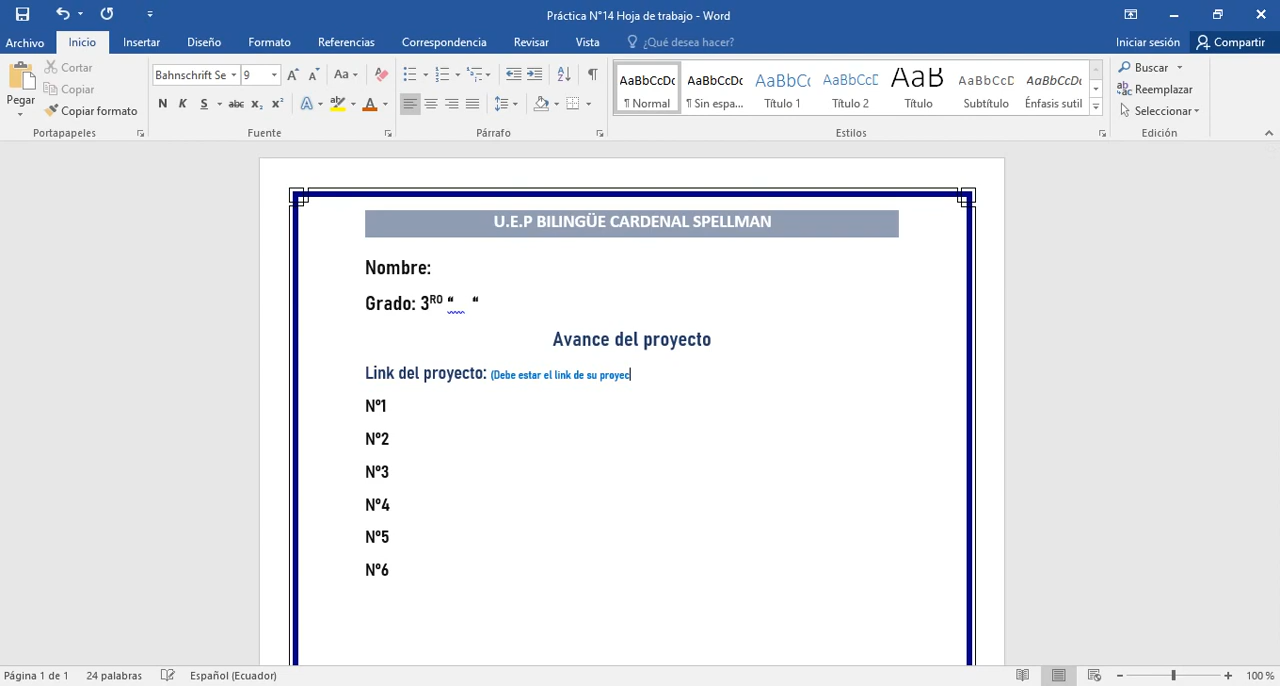 Práctica N°14 Hoja de trabajo - Word
Archivo Inicio Insertar Diseño Formato Referencias Correspondencia Revisar Vista ¿Qué desea hacer? Iniciar sesión Compartir
Pegar
Cortar
Copiar
Copiar formato
Portapapeles
Bahnschrift Se 9
Fuente
Párrafo
AaBbCcDc AaBbCcDc AaBbCc AaBbCcD AaB AaBbCcD AaBbCcDc
¶ Normal ¶ Sin espa... Título 1 Título 2 Título Subtítulo Énfasis sutil
Estilos
Buscar
Reemplazar
Seleccionar
Edición
U.E.P BILINGÜE CARDENAL SPELLMAN
Nombre:
Grado: 3RO “ “
Avance del proyecto
Link del proyecto: (Debe estar el link de su proyec
N°1
N°2
N°3
N°4
N°5
N°6
Página 1 de 1 24 palabras Español (Ecuador) 100 %